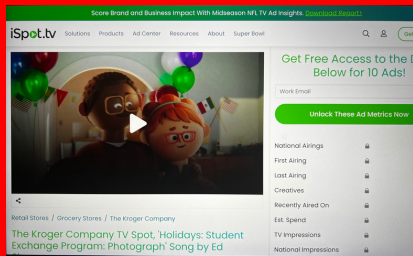 Score Brand and Business Impact With Midseason NFL TV Ad Insights. Download Report>
iSpot.tv Solutions Products Ad Center Resources About Super Bowl
Get Free Access to the
Below for 10 Ads!
Work Email
Unlock These Ad Metrics Now
National Airings
First Airing
Last Airing
Creatives
Recently Aired On
Est. Spend
TV Impressions
National Impressions
Retail Stores / Grocery Stores / The Kroger Company
The Kroger Company TV Spot, 'Holidays: Student
Exchange Program: Photograph' Song by Ed